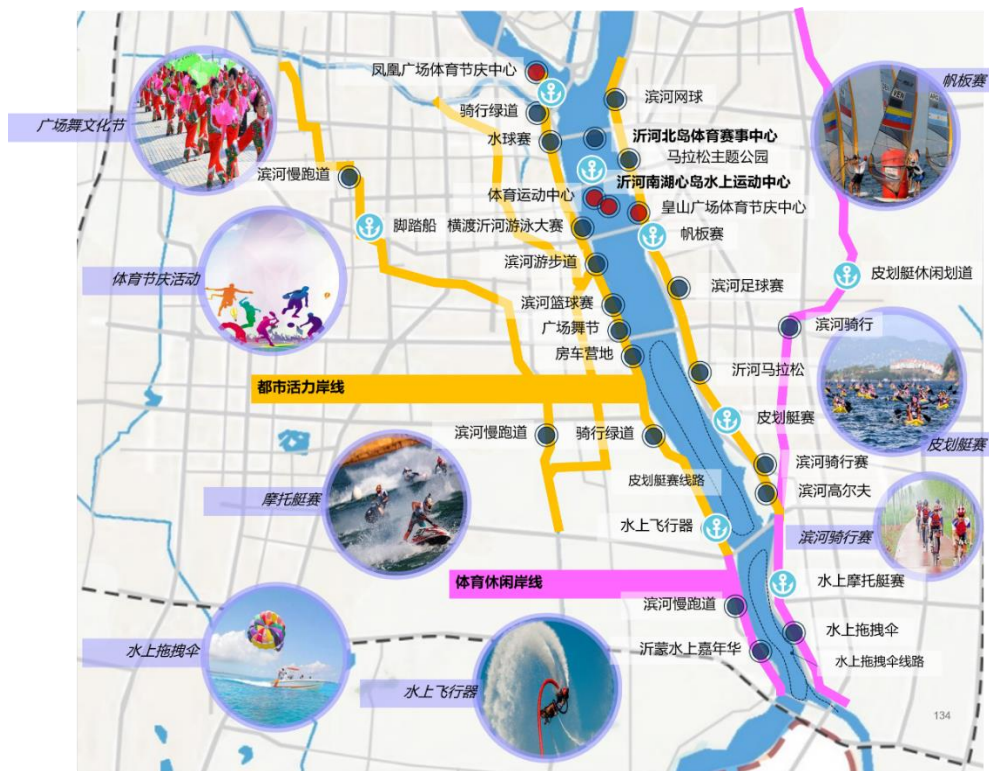 凤凰广场体育节庆中心
帆板赛
骑行绿道
滨河网球
广场舞文化节
水球赛
沂河北岛体育赛事中心
马拉松主题公园
滨河慢跑道
沂河南湖心岛水上运动中心
体育运动中心
皇山广场体育节庆中心
脚踏船
横渡沂河游泳大赛
帆板赛
滨河游步道
皮划艇休闲划道
体育节庆活动
滨河足球赛
滨河篮球赛
广场舞节
滨河骑行
房车营地
沂河马拉松
都市活力岸线
皮划艇赛
滨河慢跑道
骑行绿道
皮划艇赛
滨河骑行赛
皮划艇赛线路
滨河高尔夫
摩托艇赛
水上飞行器
滨河骑行赛
体育休闲岸线
水上摩托艇赛
滨河慢跑道
水上拖拽伞
水上拖拽伞
沂蒙水上嘉年华
水上拖拽伞线路
水上飞行器
134